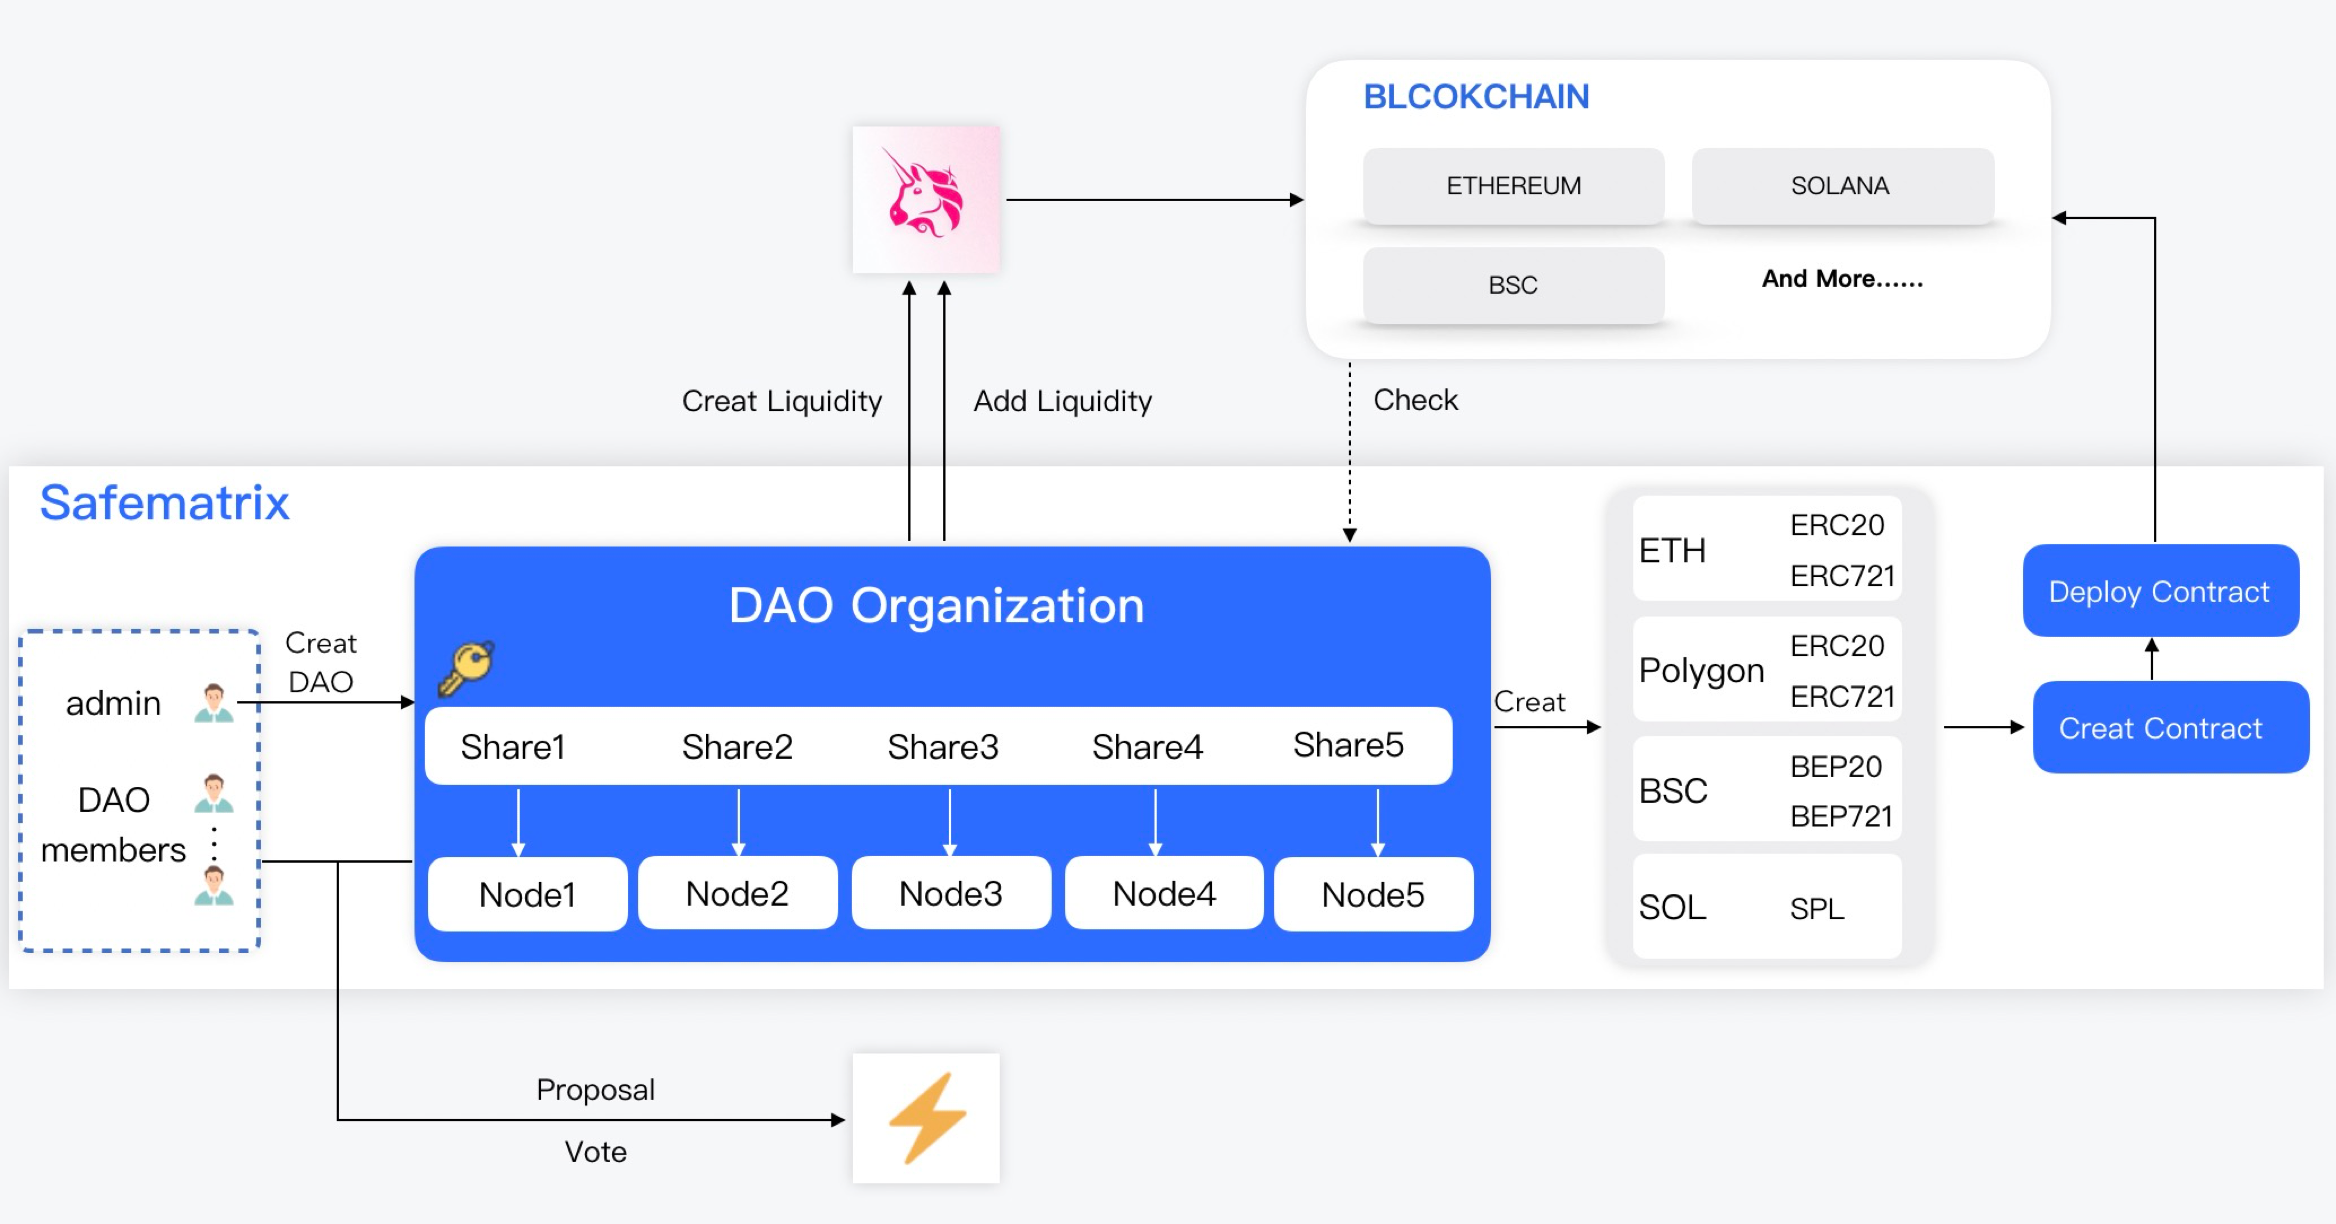 BLCOKCHAIN
ETHEREUM
SOLANA
BSC
And More......
Creat Liquidity
Add Liquidity
Check
Safematrix
admin
DAO
members
Creat
DAO
DAO Organization
Share1
Share2
Share3
Share4
Share5
Node1
Node2
Node3
Node4
Node5
Creat
ETH
ERC20
ERC721
Polygon
ERC20
ERC721
BSC
BEP20
BEP721
SOL
SPL
Deploy Contract
Creat Contract
Proposal
Vote